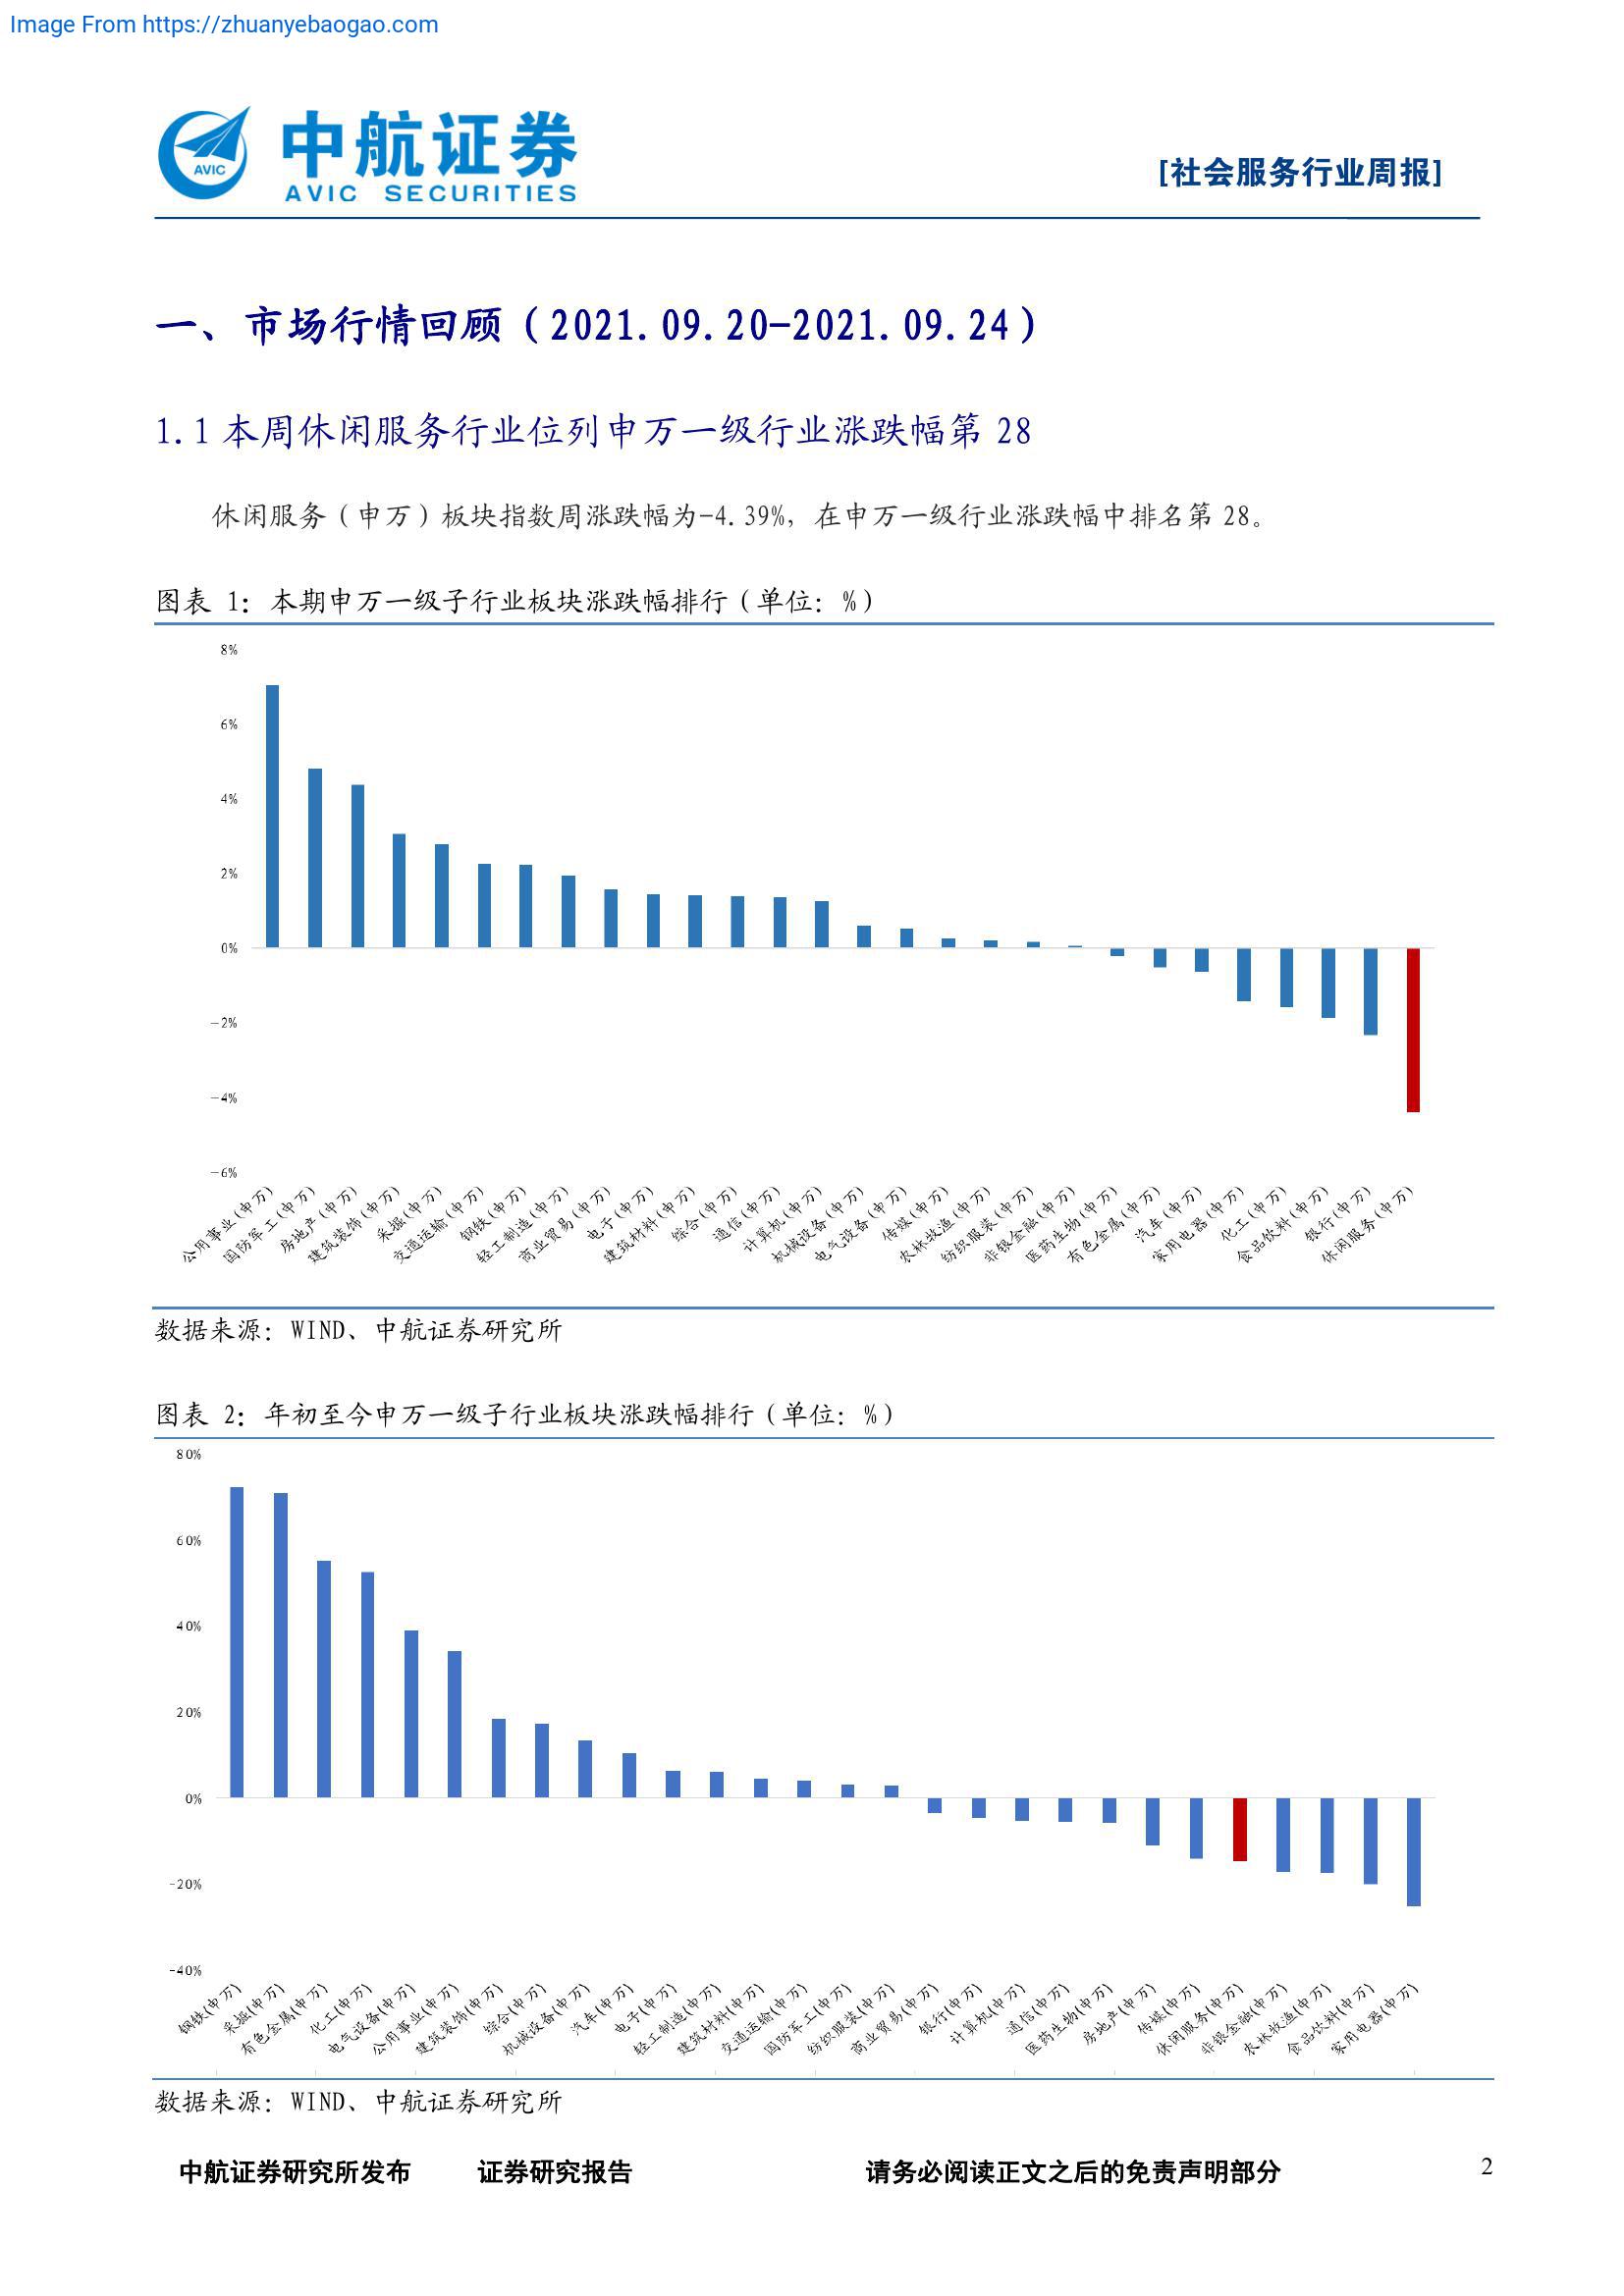 Image From https://zhuanyebaogao.com
中航证券
AVIC
AVIC SECURITIES
[社会服务行业周报]
一、市场行情回顾（2021.09.20-2021.09.24）
1.1 本周休闲服务行业位列申万一级行业涨跌幅第 28
休闲服务（申万）板块指数周涨跌幅为-4.39%，在申万一级行业涨跌幅中排名第 28。
图表 1：本期申万一级子行业板块涨跌幅排行（单位：%）
8%
6%
4%
2%
0%
-2%
-4%
-6%
公用事业(申万)
国防军工(申万)
房地产(申万)
建筑装饰(申万)
采掘(申万)
交通运输(申万)
钢铁(申万)
轻工制造(申万)
商业贸易(申万)
电子(申万)
建筑材料(申万)
综合(申万)
通信(申万)
计算机(申万)
机械设备(申万)
电气设备(申万)
传媒(申万)
农林牧渔(申万)
纺织服装(申万)
非银金融(申万)
医药生物(申万)
有色金属(申万)
汽车(申万)
家用电器(申万)
化工(申万)
食品饮料(申万)
银行(申万)
休闲服务(申万)
数据来源：WIND、中航证券研究所
图表 2：年初至今申万一级子行业板块涨跌幅排行（单位：%）
80%
60%
40%
20%
0%
-20%
-40%
钢铁(申万)
采掘(申万)
有色金属(申万)
化工(申万)
电气设备(申万)
公用事业(申万)
建筑装饰(申万)
综合(申万)
机械设备(申万)
汽车(申万)
电子(申万)
轻工制造(申万)
建筑材料(申万)
交通运输(申万)
国防军工(申万)
纺织服装(申万)
商业贸易(申万)
银行(申万)
计算机(申万)
通信(申万)
医药生物(申万)
房地产(申万)
传媒(申万)
休闲服务(申万)
非银金融(申万)
农林牧渔(申万)
食品饮料(申万)
家用电器(申万)
数据来源：WIND、中航证券研究所
中航证券研究所发布 证券研究报告 请务必阅读正文之后的免责声明部分 2